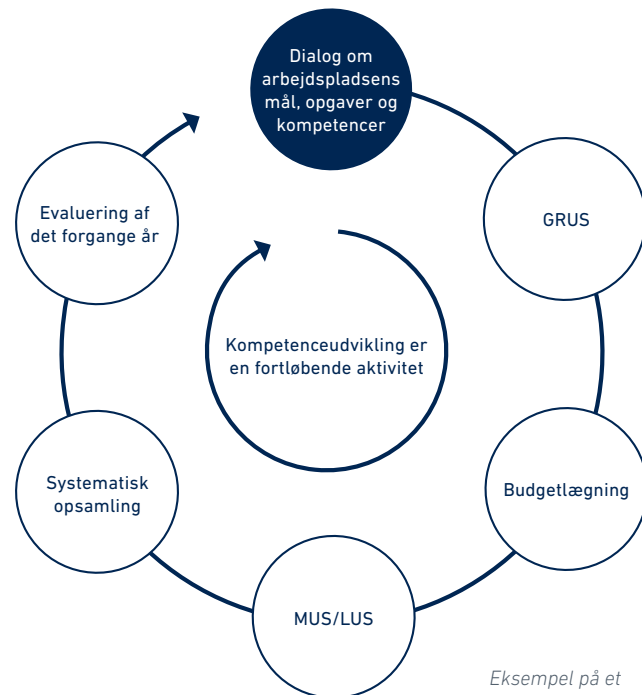 Dialog om
arbejdspladsens
mål, opgaver og
kompetencer
GRUS
Budgetlægning
MUS/LUS
Systematisk
opsamling
Evaluering af
det forgange år
Kompetenceudvikling er
en fortløbende aktivitet
Eksempel på et